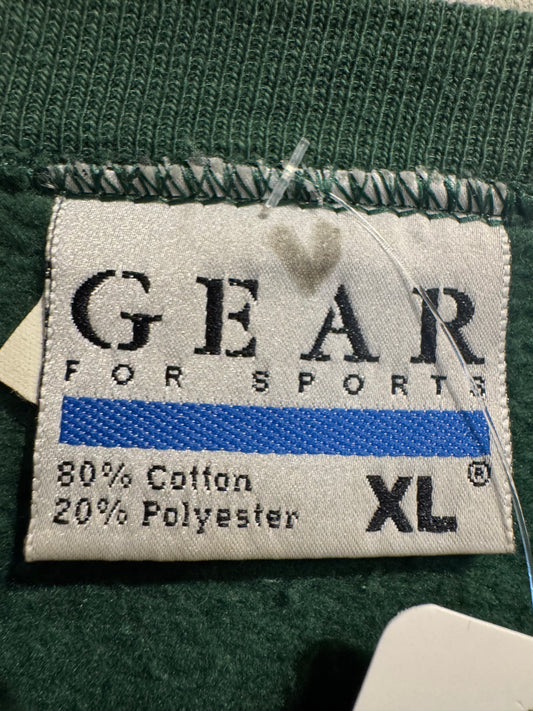 GEAR
FOR SPORTS
®
80% Cotton
20% Polyester
XL